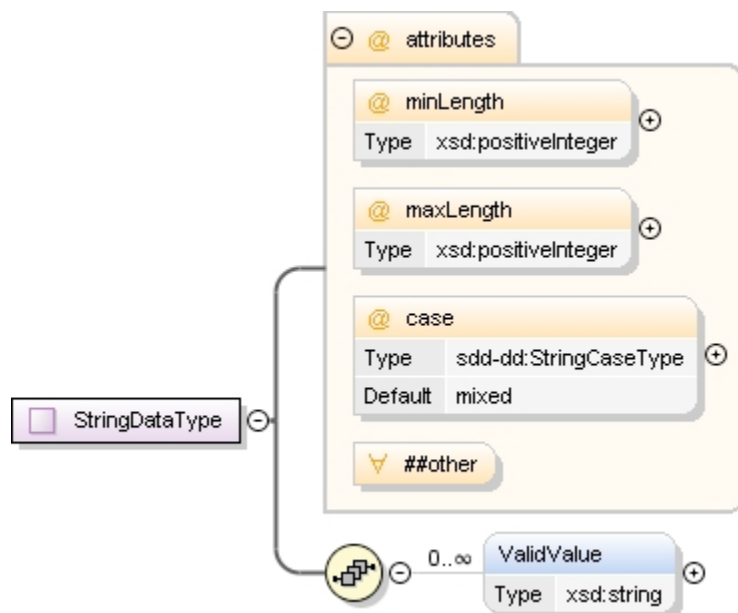 @ attributes
@ minLength
Type xsd:positiveInteger
@ maxLength
Type xsd:positiveInteger
@ case
Type sdd-dd:StringCaseType
Default mixed
StringDataType
∀ ##other
0..∞ ValidValue
Type xsd:string